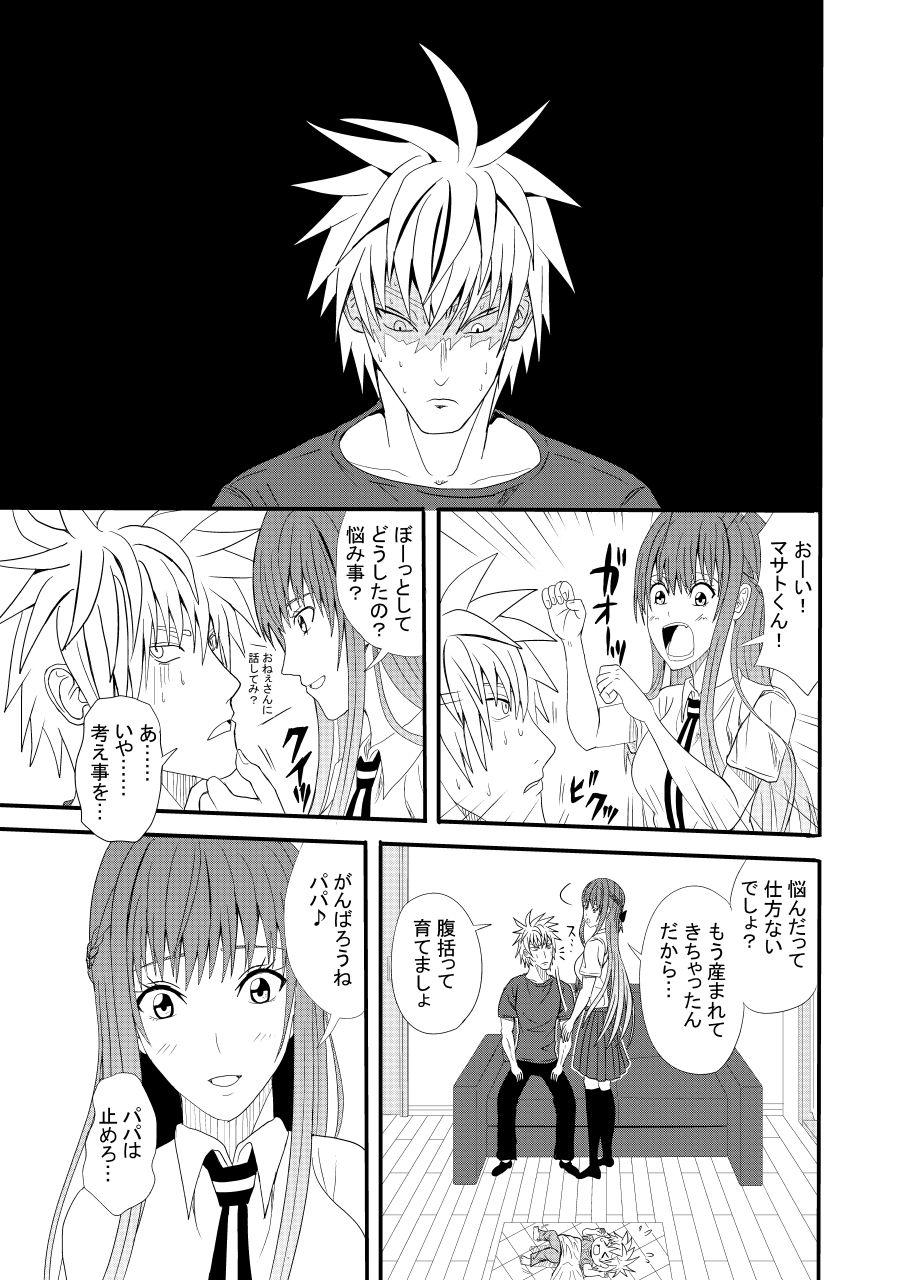 おーい！
マサトくん！
ガオー
ビクッ
ぼーっとして
どうしたの？
悩み事？
おねぇさんに
話してみ？
クイッ
あ……
いや……
考え事を…
悩んだって
仕方ない
でしょ？
もう産まれて
きちゃったん
だから…
スッ
腹括って
育てましょ
がんばろうね
パパ♪
パパは
止めろ…